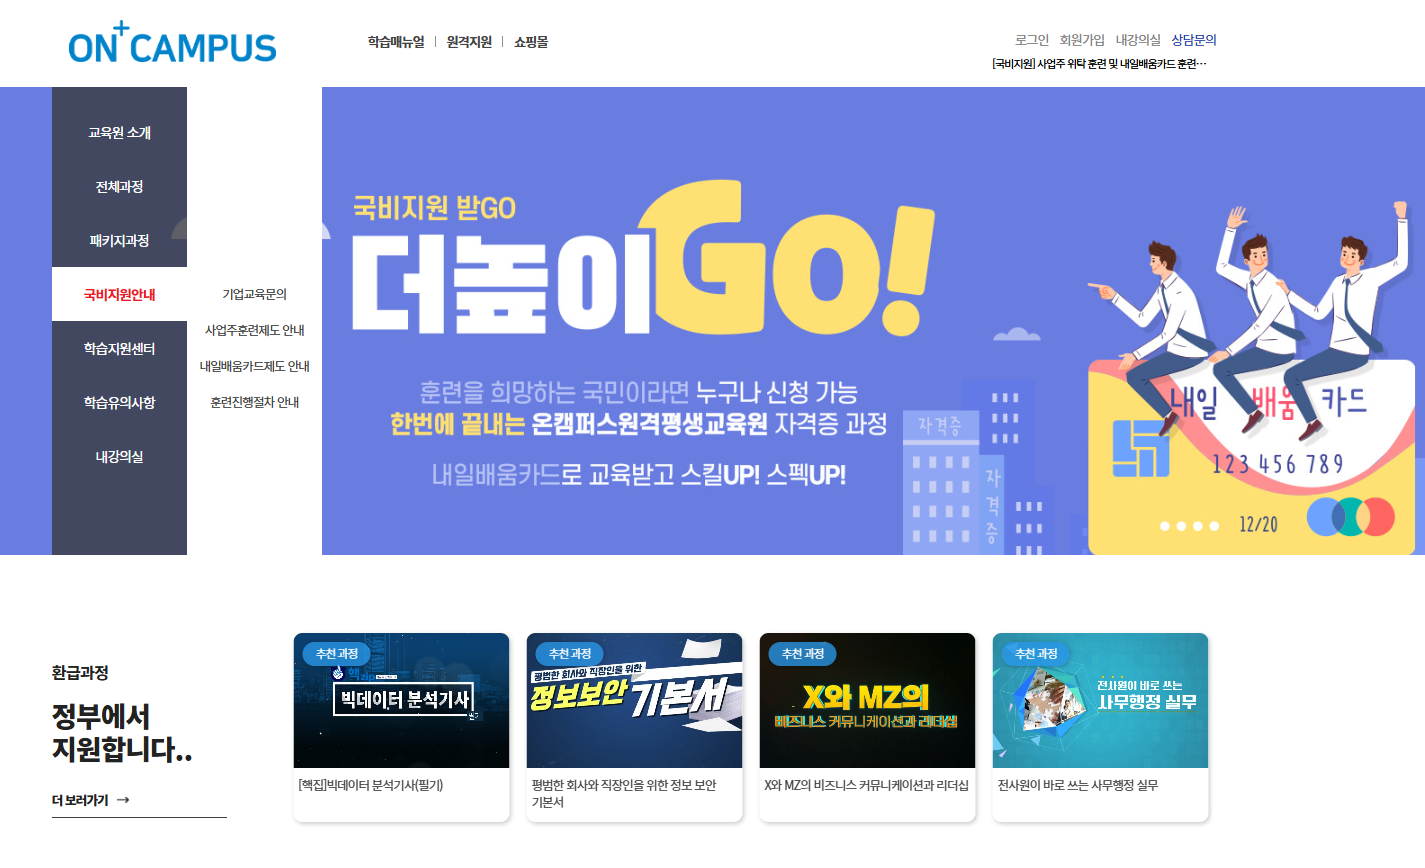 ON+CAMPUS
학습매뉴얼 | 원격지원 | 쇼핑몰
로그인 회원가입 내강의실 상담문의
[국비지원] 사업주 위탁 훈련 및 내일배움카드 훈련…
교육원 소개
전체과정
패키지과정
국비지원안내
학습지원센터
학습유의사항
내강의실
기업교육문의
사업주훈련제도 안내
내일배움카드제도 안내
훈련진행절차 안내
국비지원 받GO
더높이GO!
훈련을 희망하는 국민이라면 누구나 신청 가능
한번에 끝내는 온캠퍼스원격평생교육원 자격증 과정
내일배움카드로 교육받고 스킬UP! 스펙UP!
자격증
자격증
내일 배움 카드
123 456 789
12/20
환급과정
정부에서
지원합니다..
더 보러가기 →
추천 과정
핵zip
빅데이터 분석기사
필기
[핵집]빅데이터 분석기사(필기)
추천 과정
평범한 회사와 직장인을 위한
정보보안 기본서
평범한 회사와 직장인을 위한 정보 보안
기본서
추천 과정
X와 MZ의
비즈니스 커뮤니케이션과 리더십
X와 MZ의 비즈니스 커뮤니케이션과 리더십
추천 과정
전사원이 바로 쓰는
사무행정 실무
전사원이 바로 쓰는 사무행정 실무